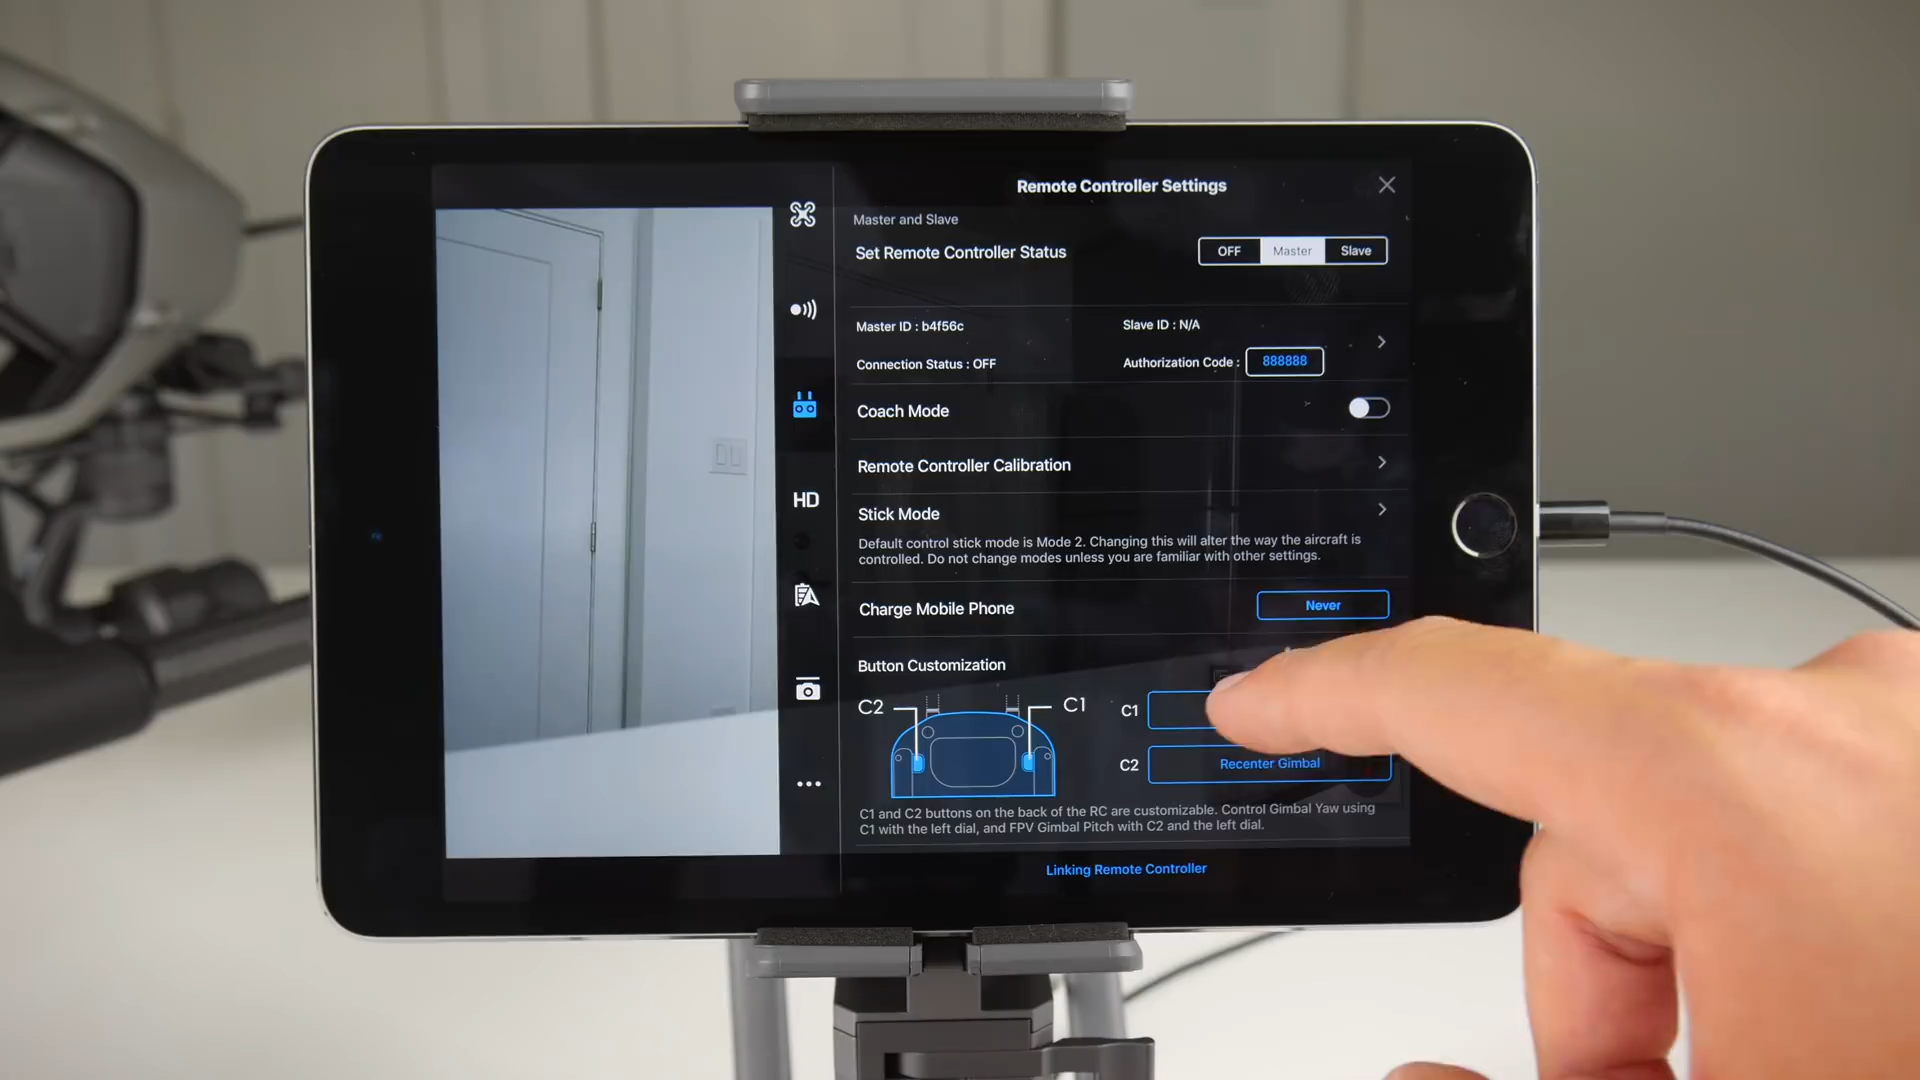 Remote Controller Settings
Master and Slave
Set Remote Controller Status
OFF Master Slave
Master ID : b4f56c
Slave ID : N/A
Connection Status : OFF
Authorization Code : 888888
Coach Mode
Remote Controller Calibration
HD
Stick Mode
Default control stick mode is Mode 2. Changing this will alter the way the aircraft is
controlled. Do not change modes unless you are familiar with other settings.
Charge Mobile Phone Never
Button Customization
C2 C1
C1
C2 Recenter Gimbal
C1 and C2 buttons on the back of the RC are customizable. Control Gimbal Yaw using
C1 with the left dial, and FPV Gimbal Pitch with C2 and the left dial.
Linking Remote Controller